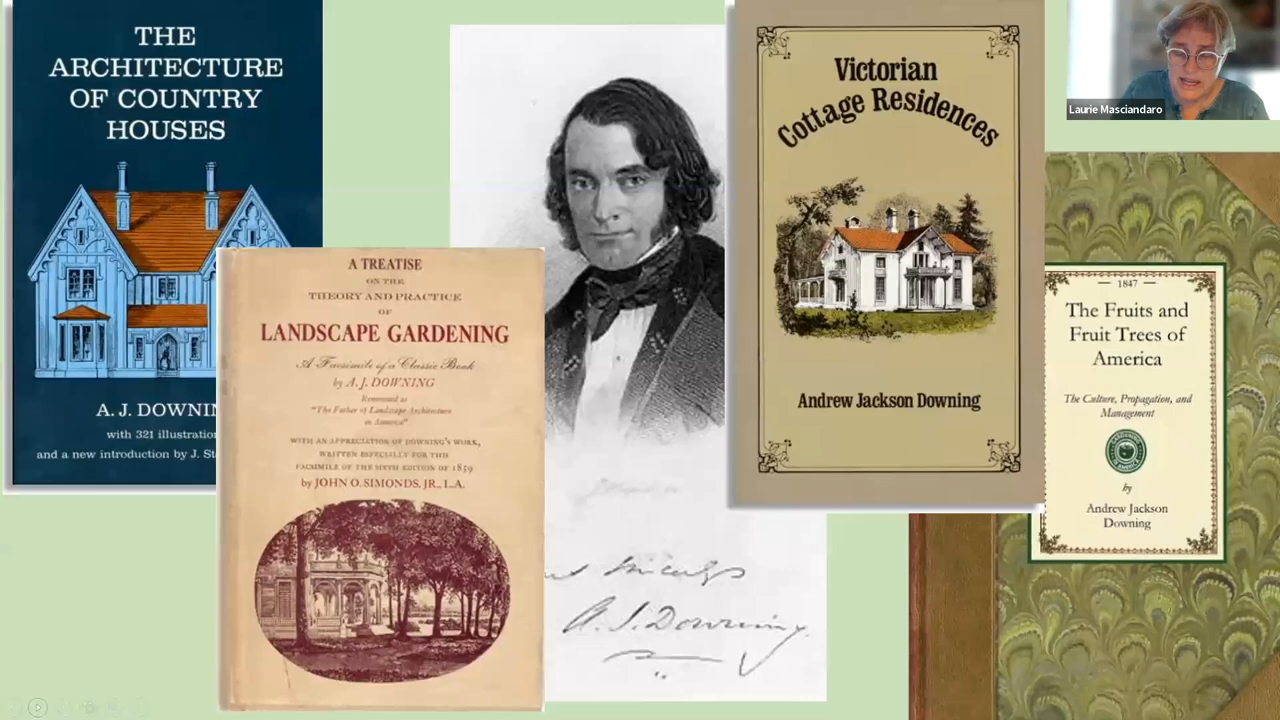 THE
ARCHITECTURE
OF COUNTRY
HOUSES
A. J. DOWNIN
with 321 illustration
and a new introduction by J. St
A TREATISE
ON THE
THEORY AND PRACTICE
OF
LANDSCAPE GARDENING
A Facsimile of a Classic Book
by A. J. DOWNING
Renowned as
"The Father of Landscape Architecture
in America"
WITH AN APPRECIATION OF DOWNING'S WORK,
WRITTEN ESPECIALLY FOR THIS
FACSIMILE OF THE SIXTH EDITION OF 1859
by JOHN O. SIMONDS, JR., L.A.
A. J. Downing.
Victorian
Cottage Residences
Andrew Jackson Downing
Laurie Masciandaro
1847
The Fruits and
Fruit Trees of
America
The Culture, Propagation, and
Management
by
Andrew Jackson
Downing